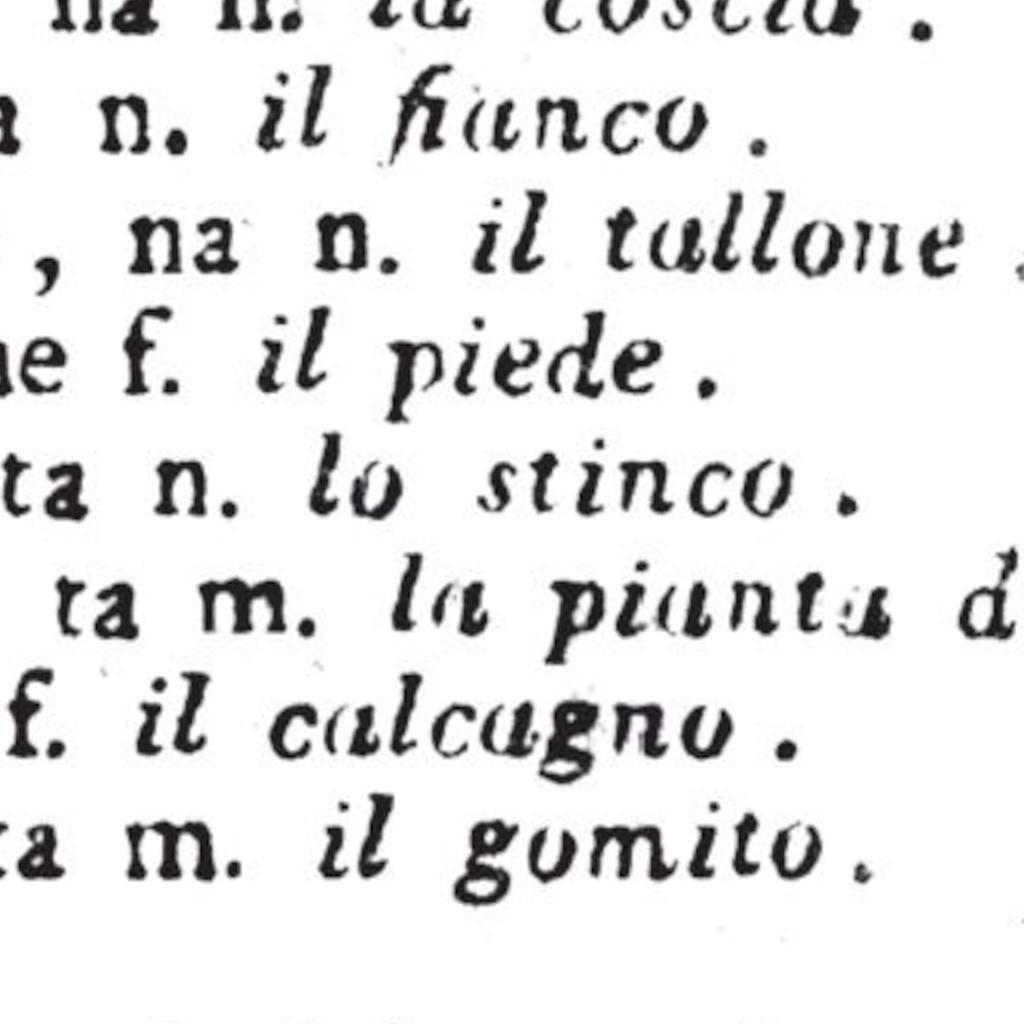 na n. la coscia .
n. il fianco .
, na n. il tallone .
f. il piede .
ta n. lo stinco .
ta m. la pianta d
f. il calcagno .
ta m. il gomito .